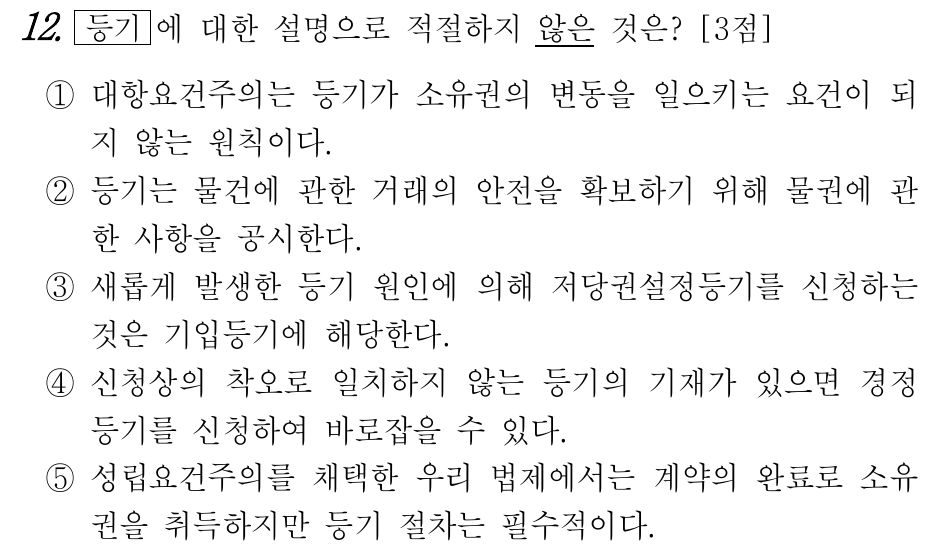 12. 등기에 대한 설명으로 적절하지 않은 것은? [3점]
① 대항요건주의는 등기가 소유권의 변동을 일으키는 요건이 되
지 않는 원칙이다.
② 등기는 물건에 관한 거래의 안전을 확보하기 위해 물권에 관
한 사항을 공시한다.
③ 새롭게 발생한 등기 원인에 의해 저당권설정등기를 신청하는
것은 기입등기에 해당한다.
④ 신청상의 착오로 일치하지 않는 등기의 기재가 있으면 경정
등기를 신청하여 바로잡을 수 있다.
⑤ 성립요건주의를 채택한 우리 법제에서는 계약의 완료로 소유
권을 취득하지만 등기 절차는 필수적이다.